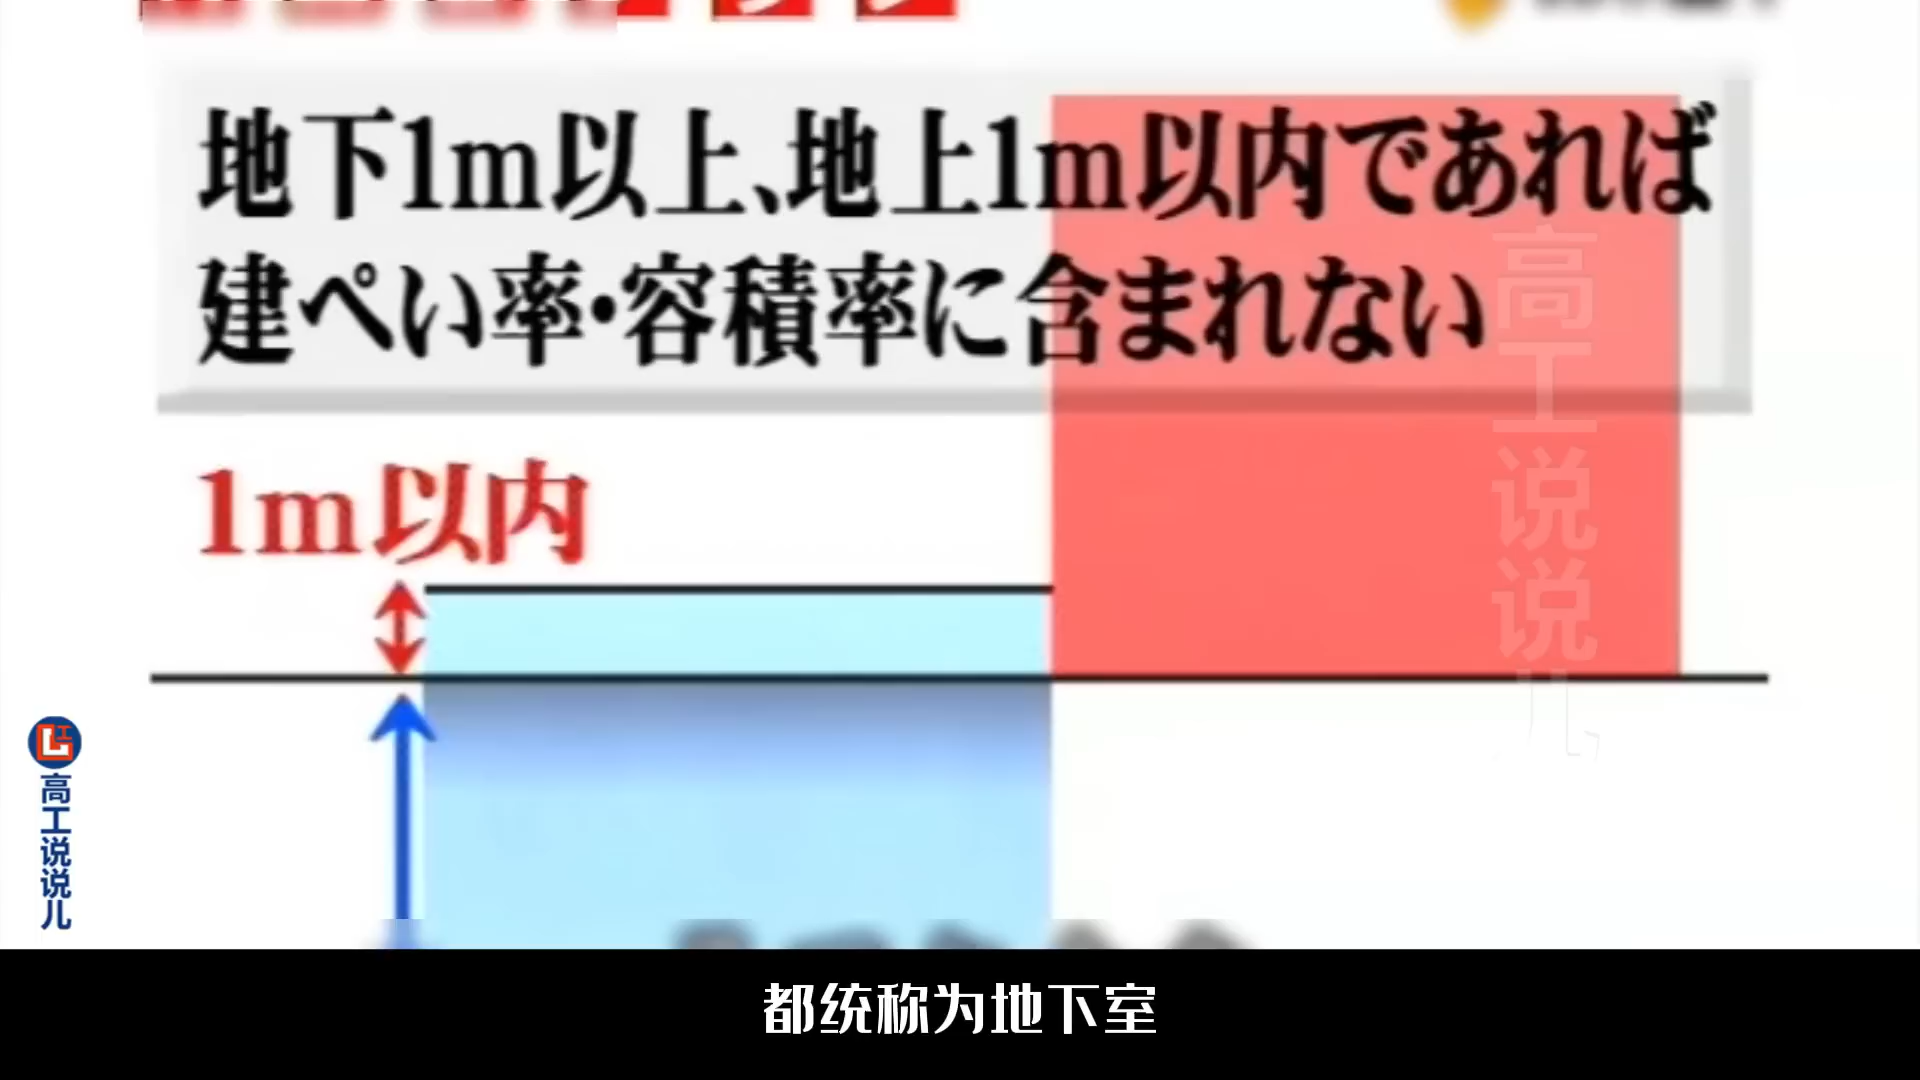 地下1m以上、地上1m以内であれば
建ぺい率・容積率に含まれない
1m以内
高工说说儿
高工说说儿
都统称为地下室